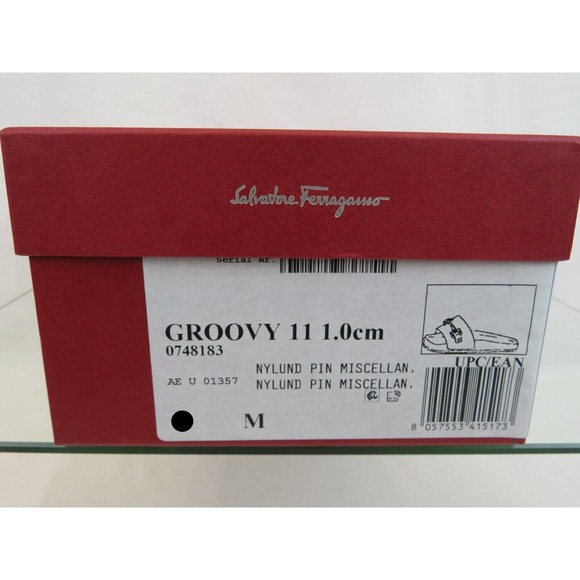 Salvatore Ferragamo
Serial Nr.
GROOVY 11 1.0cm
0748183
NYLUND PIN MISCELLAN.
AE U 01357 NYLUND PIN MISCELLAN.
UPC/EAN
M
8 057553 415173